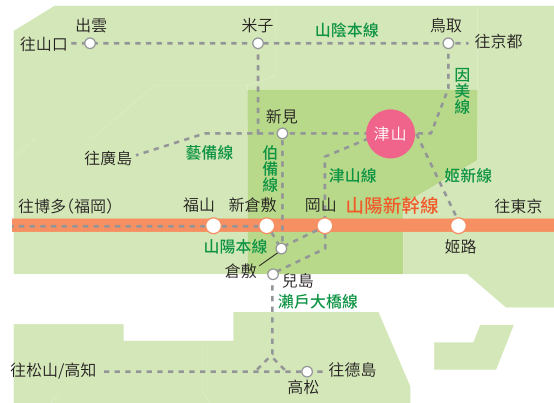 出雲
米子
鳥取
往山口
山陰本線
往京都
因美線
新見
津山
往廣島
藝備線
伯備線
津山線
姬新線
往博多(福岡)
福山
新倉敷
岡山
山陽新幹線
往東京
山陽本線
姬路
倉敷
兒島
瀨戶大橋線
往松山/高知
高松
往德島